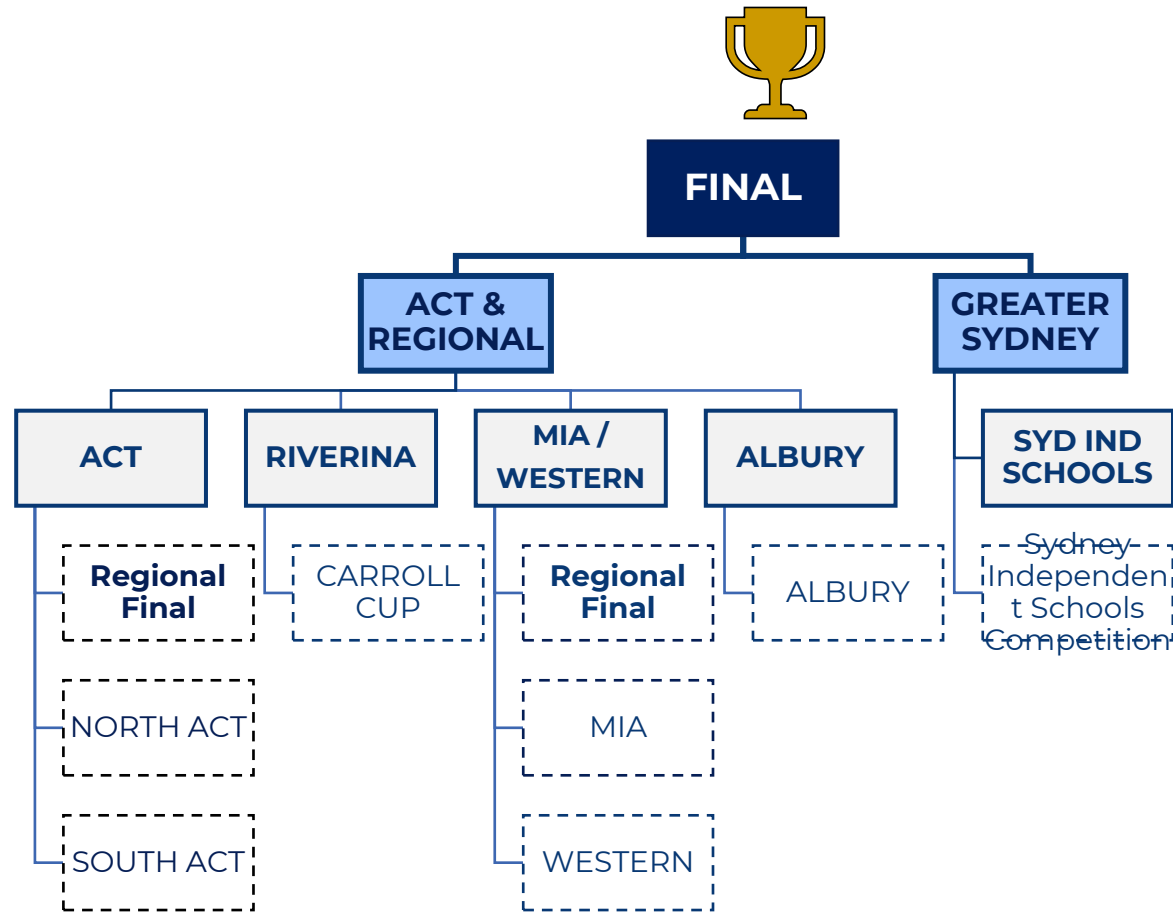 FINAL
ACT &
REGIONAL
GREATER
SYDNEY
ACT
RIVERINA
MIA /
WESTERN
ALBURY
SYD IND
SCHOOLS
Regional
Final
CARROLL
CUP
Regional
Final
ALBURY
Sydney
Independen
t Schools
Competition
NORTH ACT
MIA
SOUTH ACT
WESTERN